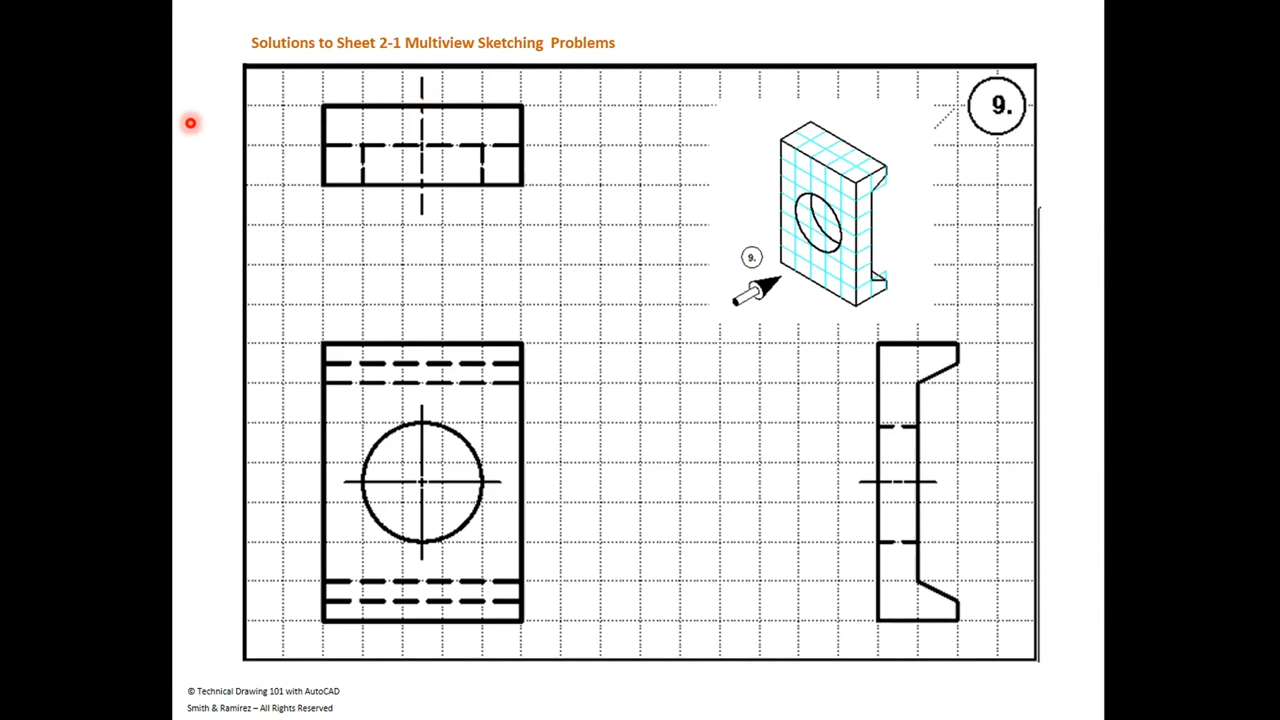 Solutions to Sheet 2-1 Multiview Sketching  Problems
9.
9.
© Technical Drawing 101 with AutoCAD
Smith & Ramirez – All Rights Reserved